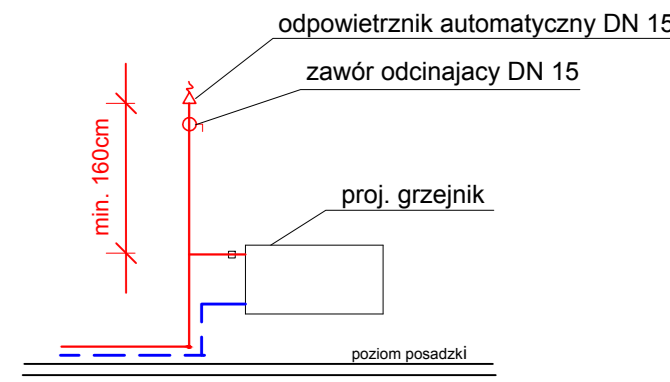 odpowietrznik automatyczny DN 15
zawór odcinajacy DN 15
min. 160cm
proj. grzejnik
poziom posadzki